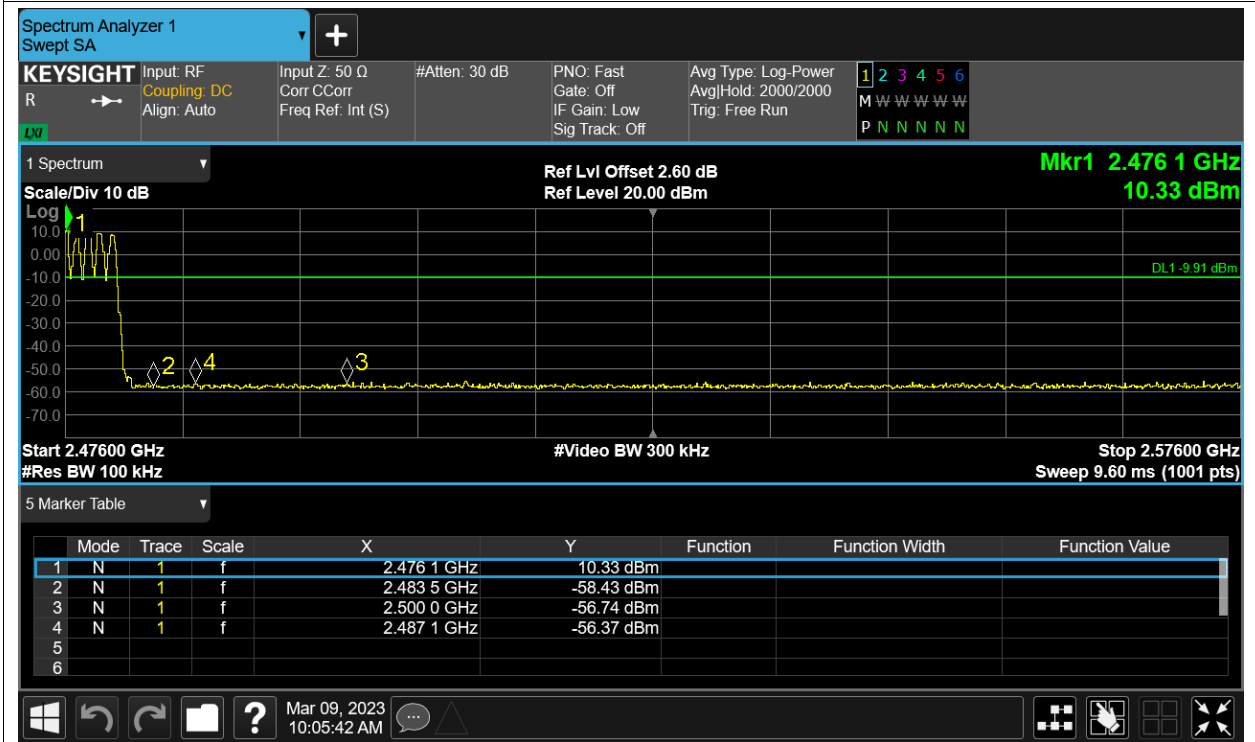 Spectrum Analyzer 1
Swept SA
+
KEYSIGHT Input: RF Input Z: 50 Ω #Atten: 30 dB PNO: Fast Avg Type: Log-Power 1 2 3 4 5 6
R Coupling: DC Corr CCorr Gate: Off Avg|Hold: 2000/2000 M W W W W W
Align: Auto Freq Ref: Int (S) IF Gain: Low Trig: Free Run
LXI Sig Track: Off P N N N N N
1 Spectrum Ref Lvl Offset 2.60 dB Mkr1 2.476 1 GHz
Scale/Div 10 dB Ref Level 20.00 dBm 10.33 dBm
Log
1
10.0
0.00
-10.0 DL1 -9.91 dBm
-20.0
-30.0
-40.0
2 4 3
-50.0
-60.0
-70.0
Start 2.47600 GHz #Video BW 300 kHz Stop 2.57600 GHz
#Res BW 100 kHz Sweep 9.60 ms (1001 pts)
5 Marker Table
Mode Trace Scale X Y Function Function Width Function Value
1 N 1 f 2.476 1 GHz 10.33 dBm
2 N 1 f 2.483 5 GHz -58.43 dBm
3 N 1 f 2.500 0 GHz -56.74 dBm
4 N 1 f 2.487 1 GHz -56.37 dBm
5
6
? Mar 09, 2023
10:05:42 AM